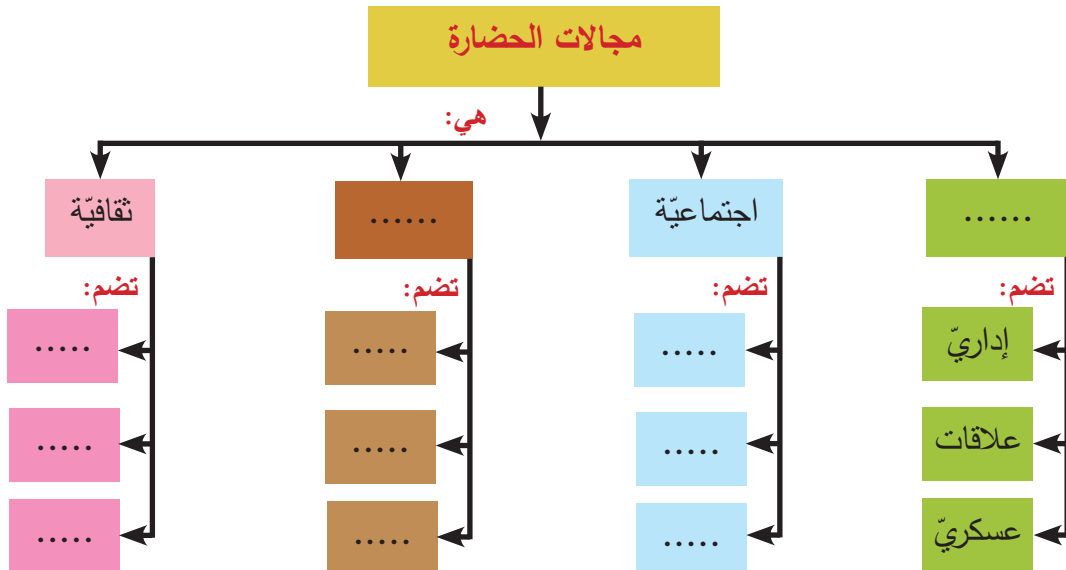 مجالات الحضارة
هي:
......
اجتماعيّة
......
ثقافيّة
تضم:
تضم:
تضم:
تضم:
إداريّ
.....
.....
.....
علاقات
.....
.....
.....
عسكريّ
.....
.....
.....